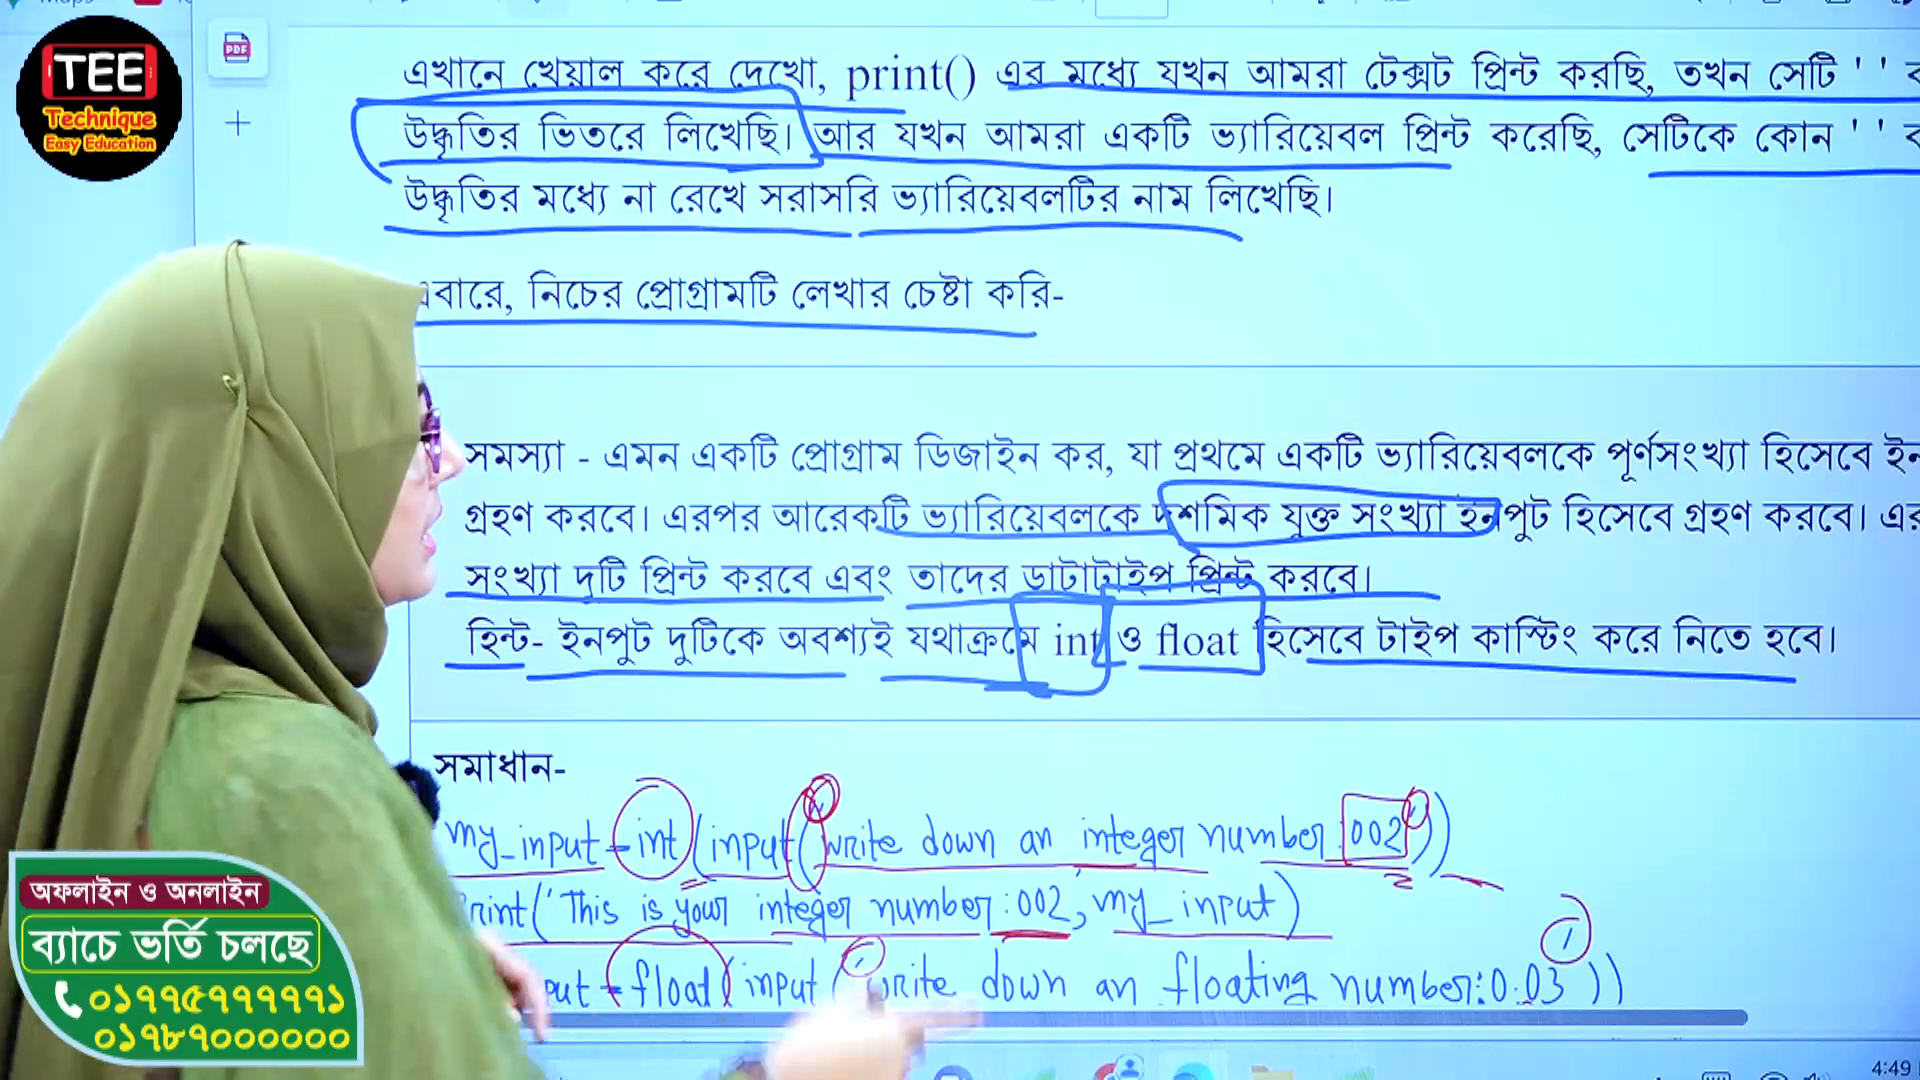 TEE
Technique
Easy Education
PDF
এখানে খেয়াল করে দেখো, print() এর মধ্যে যখন আমরা টেক্সট প্রিন্ট করছি, তখন সেটি ' '
উদ্ধৃতির ভিতরে লিখেছি। আর যখন আমরা একটি ভ্যারিয়েবল প্রিন্ট করেছি, সেটিকে কোন ' '
উদ্ধৃতির মধ্যে না রেখে সরাসরি ভ্যারিয়েবলটির নাম লিখেছি।
এবারে, নিচের প্রোগ্রামটি লেখার চেষ্টা করি-
সমস্যা - এমন একটি প্রোগ্রাম ডিজাইন কর, যা প্রথমে একটি ভ্যারিয়েবলকে পূর্ণসংখ্যা হিসেবে
গ্রহণ করবে। এরপর আরেকটি ভ্যারিয়েবলকে দশমিক যুক্ত সংখ্যা ইনপুট হিসেবে গ্রহণ করবে।
সংখ্যা দুটি প্রিন্ট করবে এবং তাদের ডাটাটাইপ প্রিন্ট করবে।
হিন্ট- ইনপুট দুটিকে অবশ্যই যথাক্রমে int ও float হিসেবে টাইপ কাস্টিং করে নিতে হবে।
সমাধান-
my_input = int (input('write down an integer number:002'))
print('This is your integer number:002, my_input)
put = float (input ('write down an floating number:0.03'))
অফলাইন ও অনলাইন
ব্যাচে ভর্তি চলছে
০১৭৭৫৭৭৭৭৭১
০১৭৮৭০০০০০০
4:49